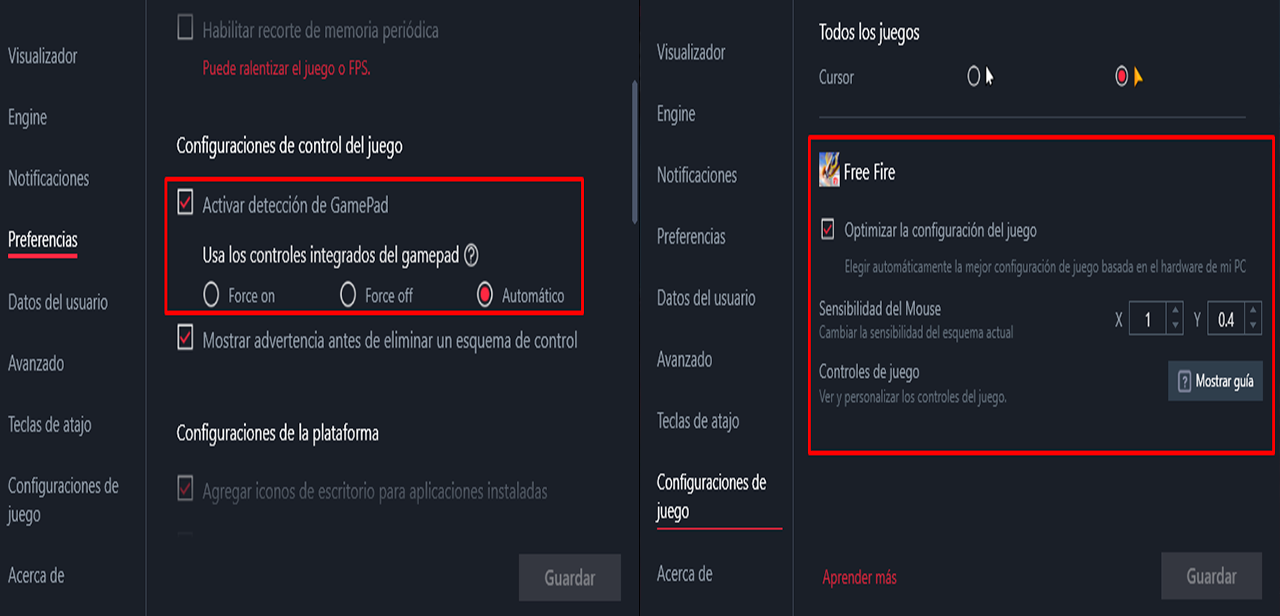 Visualizador
Engine
Notificaciones
Preferencias
Datos del usuario
Avanzado
Teclas de atajo
Configuraciones de
juego
Acerca de
Habilitar recorte de memoria periódica
Puede ralentizar el juego o FPS.
Configuraciones de control del juego
Activar detección de GamePad
Usa los controles integrados del gamepad ?
Force on Force off Automático
Mostrar advertencia antes de eliminar un esquema de control
Configuraciones de la plataforma
Agregar iconos de escritorio para aplicaciones instaladas
Guardar
Visualizador
Engine
Notificaciones
Preferencias
Datos del usuario
Avanzado
Teclas de atajo
Configuraciones de
juego
Acerca de
Todos los juegos
Cursor
Free Fire
Optimizar la configuración del juego
Elegir automáticamente la mejor configuración de juego basada en el hardware de mi PC
Sensibilidad del Mouse
Cambiar la sensibilidad del esquema actual
X 1 Y 0.4
Controles de juego
Ver y personalizar los controles del juego.
? Mostrar guía
Aprender más
Guardar